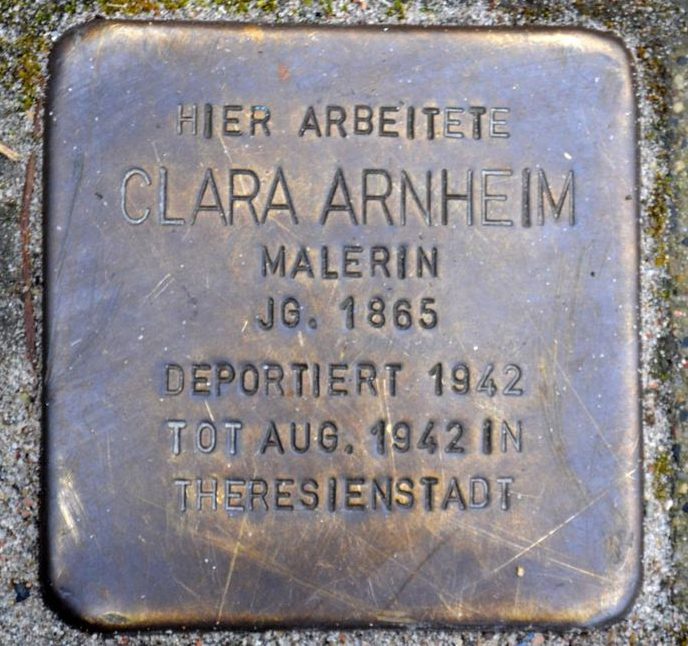 HIER ARBEITETE
CLARA ARNHEIM
MALERIN
JG. 1865
DEPORTIERT 1942
TOT AUG. 1942 IN
THERESIENSTADT